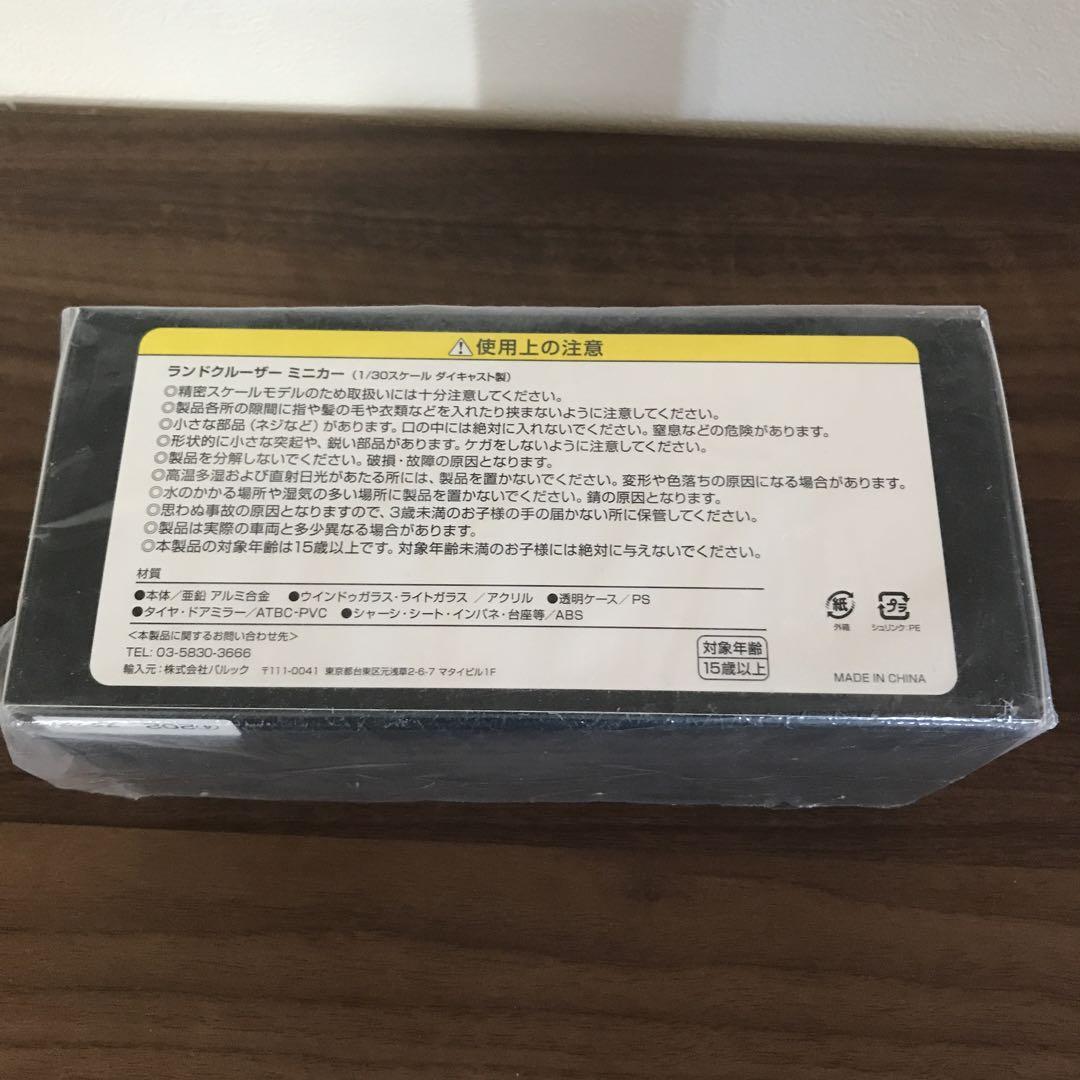 ⚠使用上の注意
ランドクルーザー ミニカー (1/30スケール ダイキャスト製)
◎精密スケールモデルのため取扱いには十分注意してください。
◎製品各所の隙間に指や髪の毛や衣類などを入れたり挟まないように注意してください。
◎小さな部品(ネジなど)があります。口の中には絶対に入れないでください。窒息などの危険があります。
◎形状的に小さな突起や、鋭い部品があります。ケガをしないように注意してください。
◎製品を分解しないでください。破損・故障の原因となります。
◎高温多湿および直射日光があたる所には、製品を置かないでください。変形や色落ちの原因になる場合があります。
◎水のかかる場所や湿気の多い場所に製品を置かないでください。錆の原因となります。
◎思わぬ事故の原因となりますので、3歳未満のお子様の手の届かない所に保管してください。
◎製品は実際の車両と多少異なる場合があります。
◎本製品の対象年齢は15歳以上です。対象年齢未満のお子様には絶対に与えないでください。
材質
●本体/亜鉛 アルミ合金 ●ウインドゥガラス・ライトガラス /アクリル ●透明ケース/PS
●タイヤ・ドアミラー/ATBC-PVC ●シャーシ・シート・インパネ・台座等/ABS
<本製品に関するお問い合わせ先>
TEL: 03-5830-3666
輸入元:株式会社バルック 〒111-0041 東京都台東区元浅草2-6-7 マタイビル1F
対象年齢
15歳以上
紙
外箱
プラ
シュリンク:PE
MADE IN CHINA